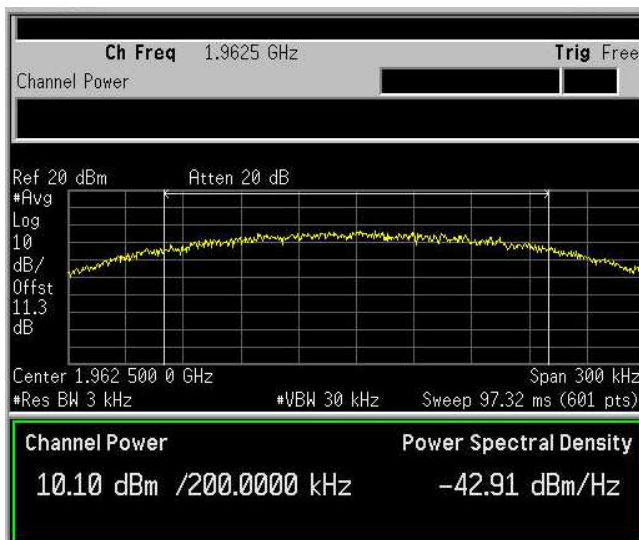 Ch Freq 1.9625 GHz Trig Free
Channel Power
Ref 20 dBm Atten 20 dB
#Avg
Log
10
dB/
Offst
11.3
dB
Center 1.962 500 0 GHz Span 300 kHz
#Res BW 3 kHz #VBW 30 kHz Sweep 97.32 ms (601 pts)
Channel Power Power Spectral Density
10.10 dBm /200.0000 kHz -42.91 dBm/Hz